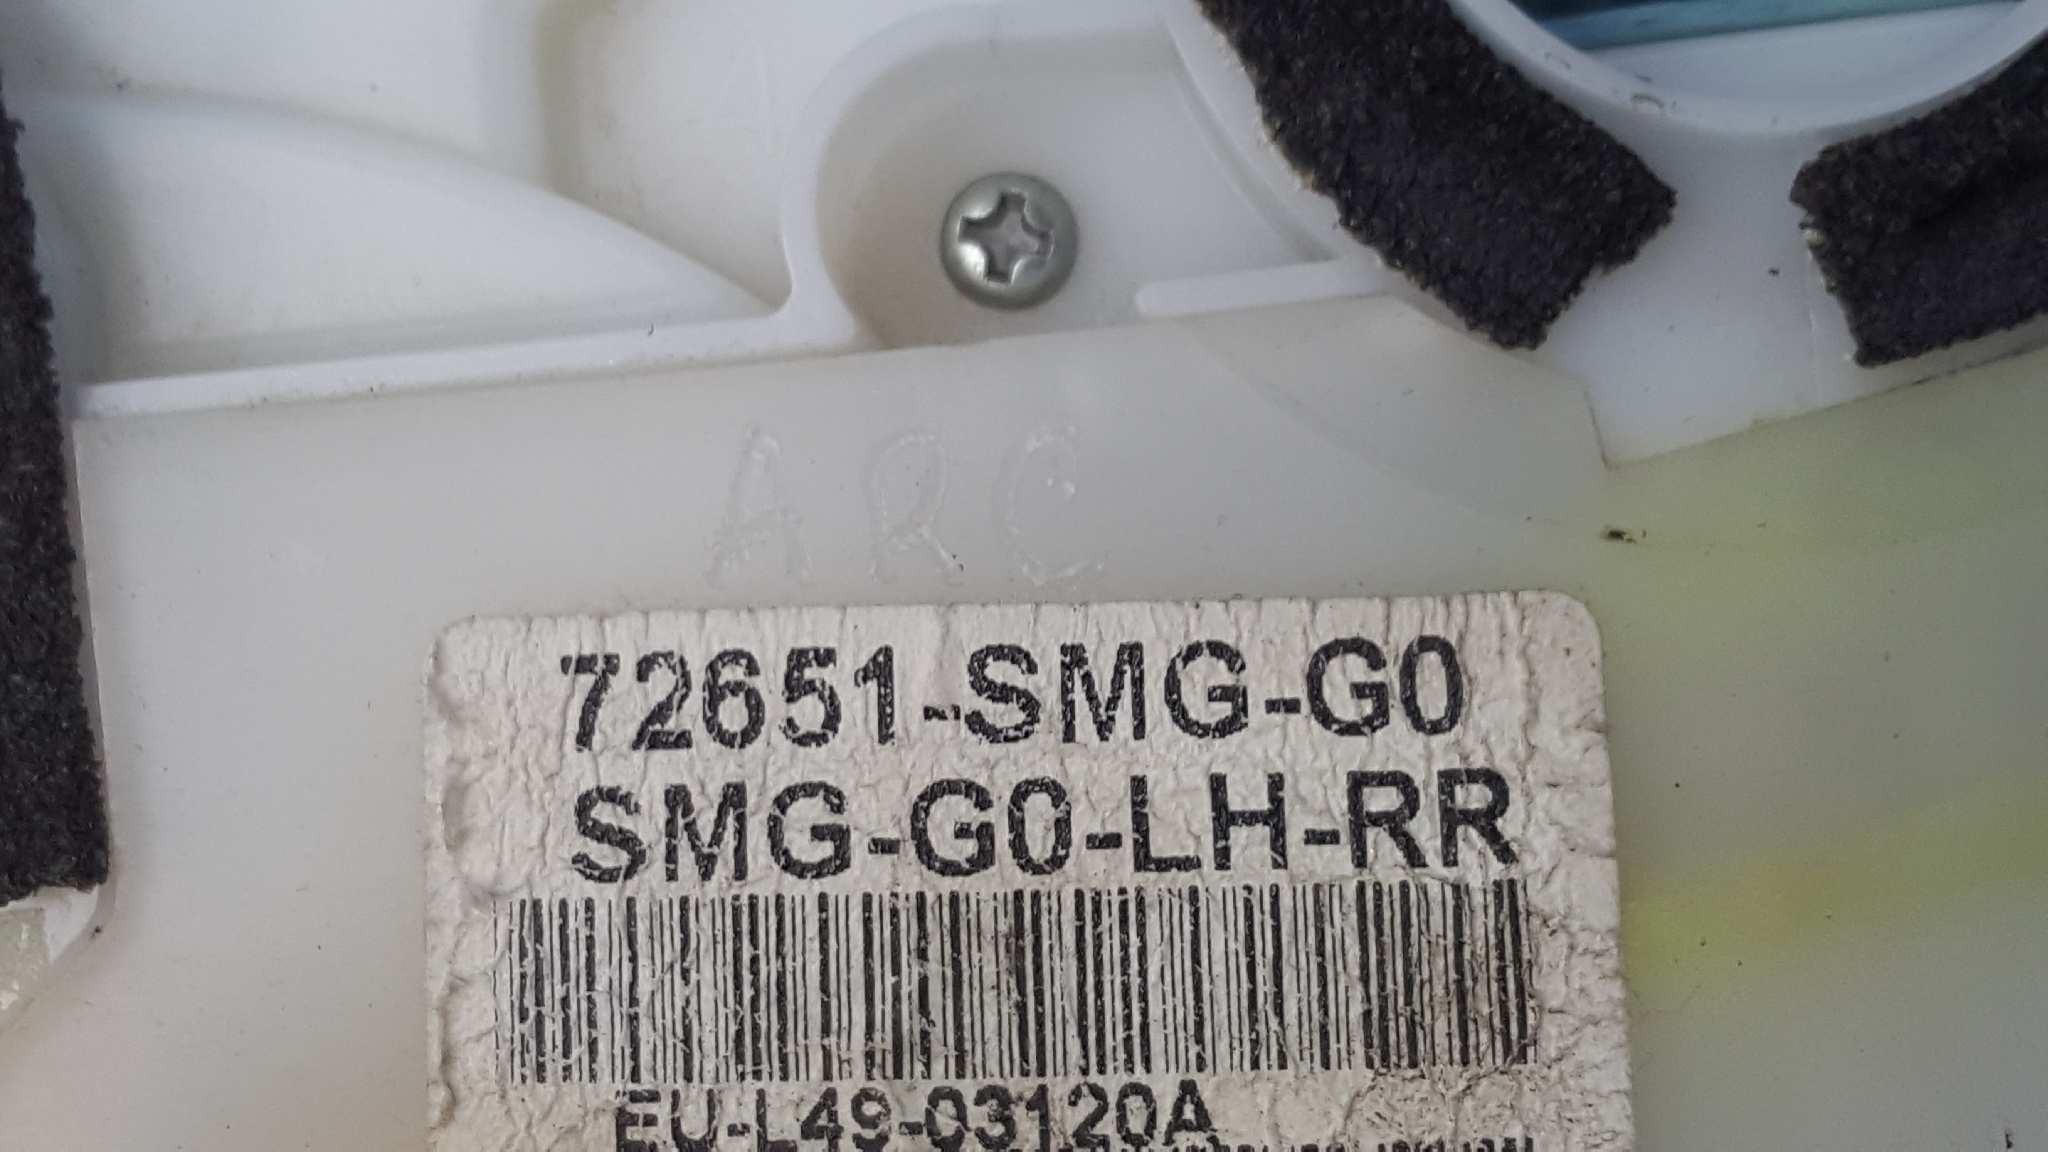 ARC
72651-SMG-G0
SMG-G0-LH-RR
EU-L49-03120A